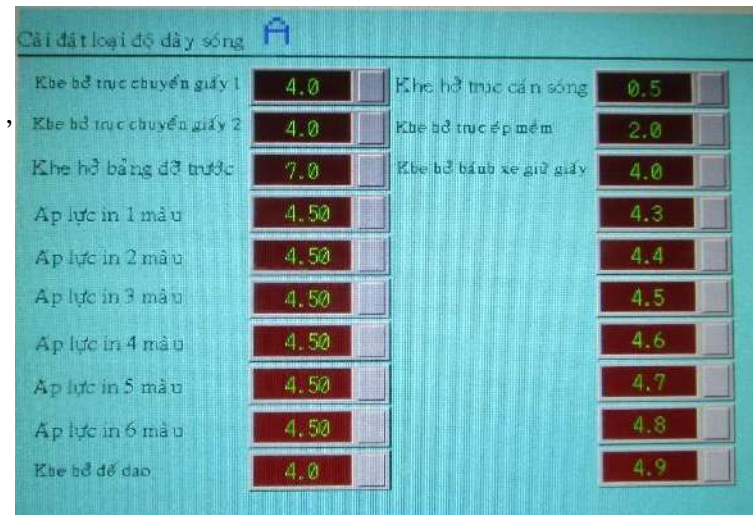 Cài đặt loại độ dày sóng A
Khe hở trục chuyển giấy 1 4.0 Khe hở trục cán sóng 0.5
, Khe hở trục chuyển giấy 2 4.0 Khe hở trục ép mềm 2.0
Khe hở bảng đỡ trước 7.0 Khe hở bánh xe giữ giấy 4.0
Áp lực in 1 màu 4.50 4.3
Áp lực in 2 màu 4.50 4.4
Áp lực in 3 màu 4.50 4.5
Áp lực in 4 màu 4.50 4.6
Áp lực in 5 màu 4.50 4.7
Áp lực in 6 màu 4.50 4.8
Khe hở đế dao 4.0 4.9